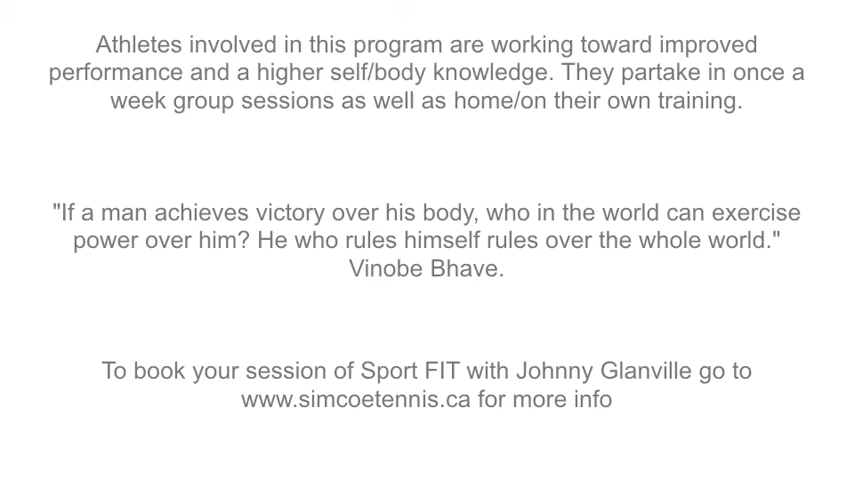 Athletes involved in this program are working toward improved
performance and a higher self/body knowledge. They partake in once a
week group sessions as well as home/on their own training.
"If a man achieves victory over his body, who in the world can exercise
power over him? He who rules himself rules over the whole world."
Vinobe Bhave.
To book your session of Sport FIT with Johnny Glanville go to
www.simcoetennis.ca for more info